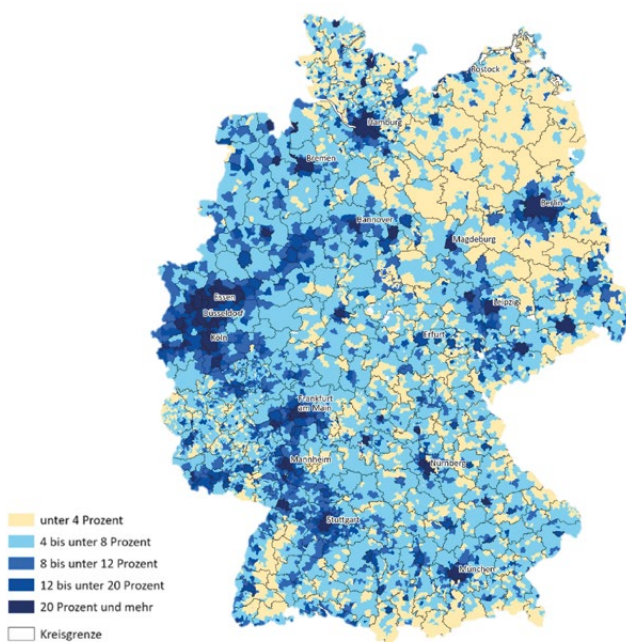 Rostock
Hamburg
Bremen
Berlin
Hannover
Magdeburg
Essen
Düsseldorf
Leipzig
Köln
Erfurt
Frankfurt
am Main
Mannheim
Nürnberg
Stuttgart
München
unter 4 Prozent
4 bis unter 8 Prozent
8 bis unter 12 Prozent
12 bis unter 20 Prozent
20 Prozent und mehr
Kreisgrenze